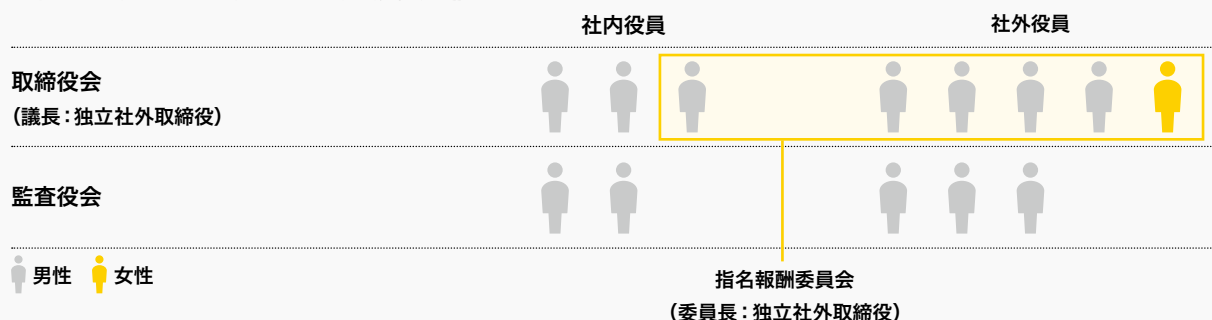 社内役員
社外役員
取締役会
（議長：独立社外取締役）
監査役会
男性
女性
指名報酬委員会
（委員長：独立社外取締役）